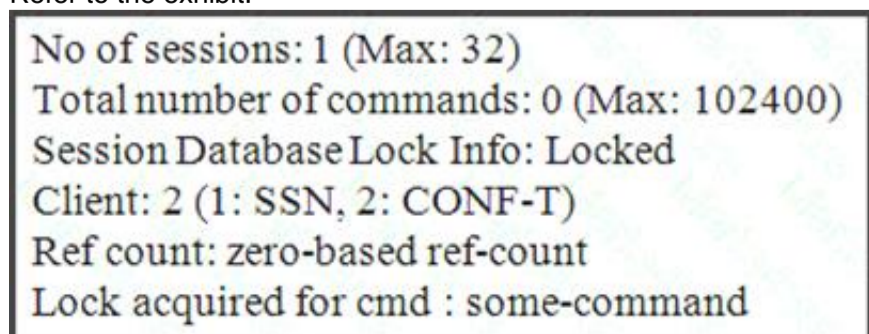 Refer to the exhibit.
No of sessions: 1 (Max: 32)
Total number of commands: 0 (Max: 102400)
Session Database Lock Info: Locked
Client: 2 (1: SSN, 2: CONF-T)
Ref count: zero-based ref-count
Lock acquired for cmd : some-command